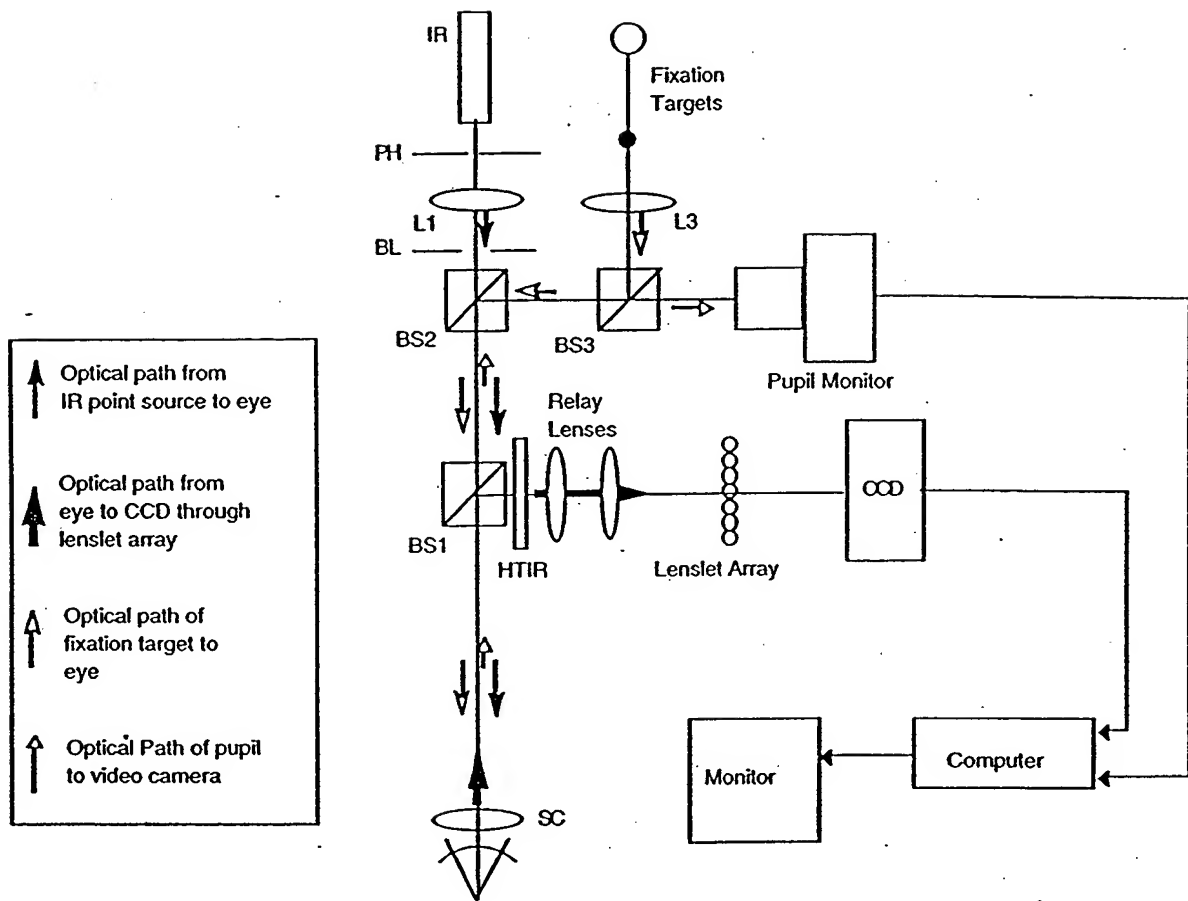 IR
Fixation
Targets
PH
L1
L3
BL
BS2
BS3
Pupil Monitor
Optical path from
IR point source to eye
Optical path from
eye to CCD through
lenslet array
Optical path of
fixation target to
eye
Optical Path of pupil
to video camera
Relay
Lenses
CCD
BS1
HTIR
Lenslet Array
Monitor
Computer
SC